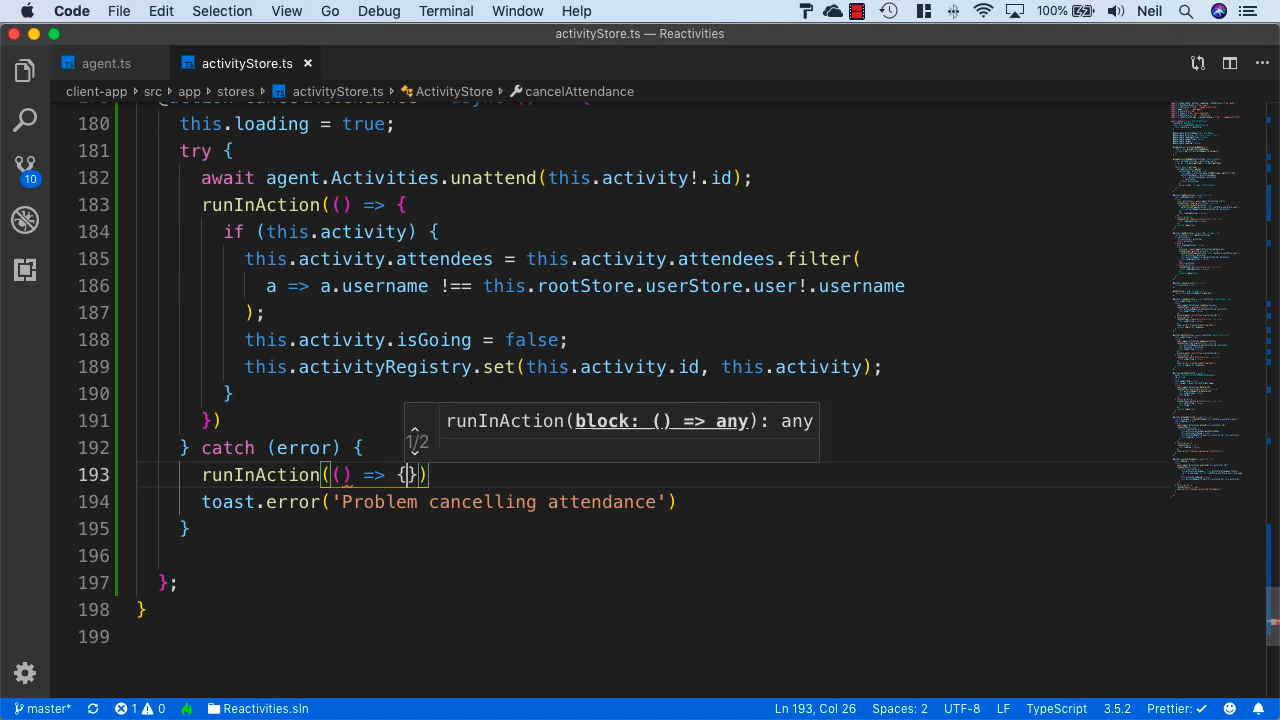 Code File Edit Selection View Go Debug Terminal Window Help 100% Neil
activityStore.ts — Reactivities
agent.ts activityStore.ts
client-app src app stores activityStore.ts ActivityStore cancelAttendance
180 this.loading = true;
181 try {
182 await agent.Activities.unattend(this.activity!.id);
183 runInAction(() => {
184 if (this.activity) {
185 this.activity.attendees = this.activity.attendees.filter(
186 a => a.username !== this.rootStore.userStore.user!.username
187 );
188 this.activity.isGoing = false;
189 this.activityRegistry.set(this.activity.id, this.activity);
190 }
191 })
1/2 runInAction(block: () => any): any
192 } catch (error) {
193 runInAction(() => {})
194 toast.error('Problem cancelling attendance')
195 }
196
197 };
198 }
199
10
master* 1 0 Reactivities.sln Ln 193, Col 26 Spaces: 2 UTF-8 LF TypeScript 3.5.2 Prettier: ✓